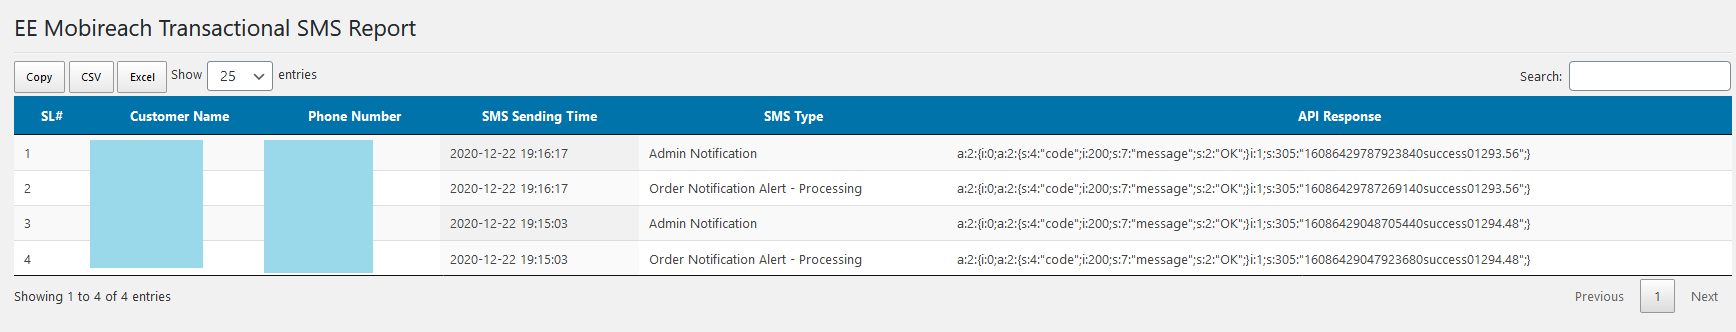 EE Mobireach Transactional SMS Report
Copy CSV Excel Show 25 entries Search:
SL# Customer Name Phone Number SMS Sending Time SMS Type API Response
1 2020-12-22 19:16:17 Admin Notification a:2:{i:0;a:2:{s:4:"code";i:200;s:7:"message";s:2:"OK";}i:1;s:305:"16086429787923840success01293.56";}
2 2020-12-22 19:16:17 Order Notification Alert - Processing a:2:{i:0;a:2:{s:4:"code";i:200;s:7:"message";s:2:"OK";}i:1;s:305:"16086429787269140success01293.56";}
3 2020-12-22 19:15:03 Admin Notification a:2:{i:0;a:2:{s:4:"code";i:200;s:7:"message";s:2:"OK";}i:1;s:305:"16086429048705440success01294.48";}
4 2020-12-22 19:15:03 Order Notification Alert - Processing a:2:{i:0;a:2:{s:4:"code";i:200;s:7:"message";s:2:"OK";}i:1;s:305:"16086429047923680success01294.48";}
Showing 1 to 4 of 4 entries Previous 1 Next